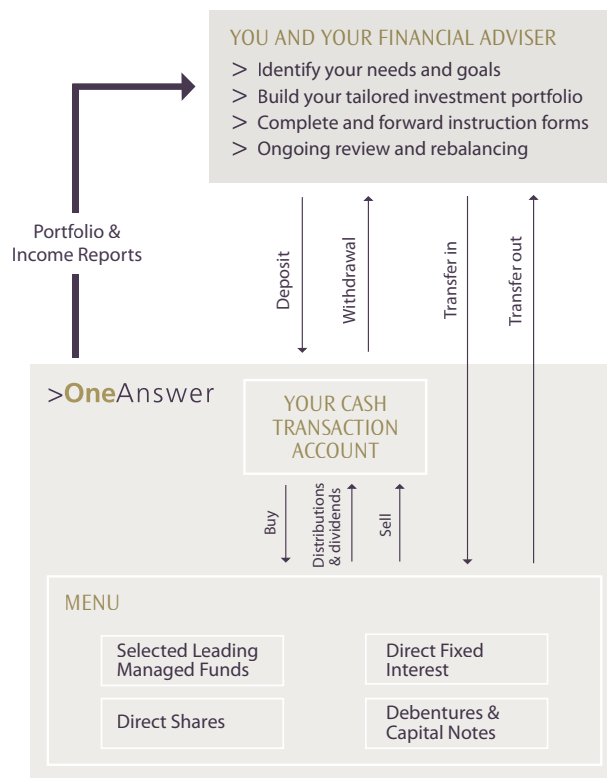 YOU AND YOUR FINANCIAL ADVISER
> Identify your needs and goals
> Build your tailored investment portfolio
> Complete and forward instruction forms
> Ongoing review and rebalancing
Portfolio &
Income Reports
Deposit
Withdrawal
Transfer in
Transfer out
>OneAnswer
YOUR CASH
TRANSACTION
ACCOUNT
Buy
Distributions
& dividends
Sell
MENU
Selected Leading
Managed Funds
Direct Fixed
Interest
Direct Shares
Debentures &
Capital Notes